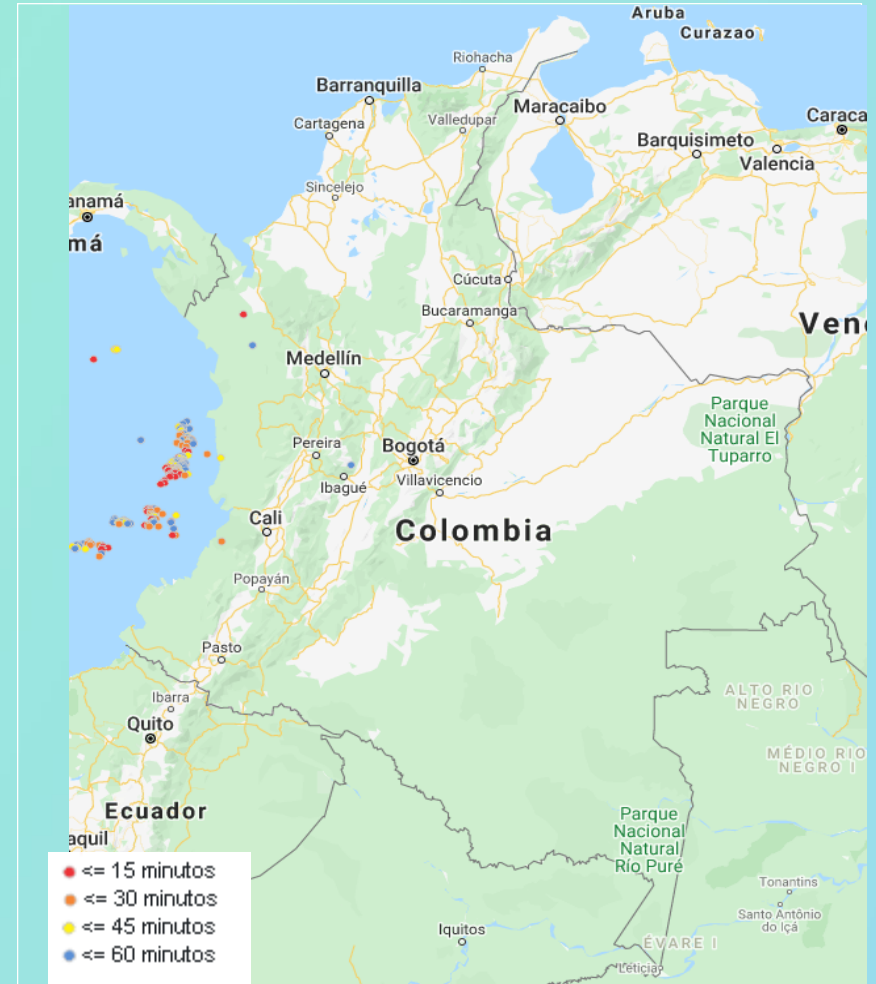 Aruba
Curazao
Riohacha
Barranquilla
Maracaibo
Caraca
Cartagena
Valledupar
Barquisimeto
Valencia
Sincelejo
anamá
má
Cúcuta
Bucaramanga
Ven
Medellín
Parque
Nacional
Natural El
Tuparro
Pereira
Bogotá
Ibagué
Villavicencio
Cali
Colombia
Popayán
Pasto
Ibarra
ALTO RIO
NEGRO
Quito
MÉDIO RIO
NEGRO I
Ecuador
Parque
Nacional
Natural
Río Puré
aquil
<= 15 minutos
<= 30 minutos
<= 45 minutos
<= 60 minutos
Tonantins
Santo Antônio
do Içá
Iquitos
ÉVARE I
Leticia